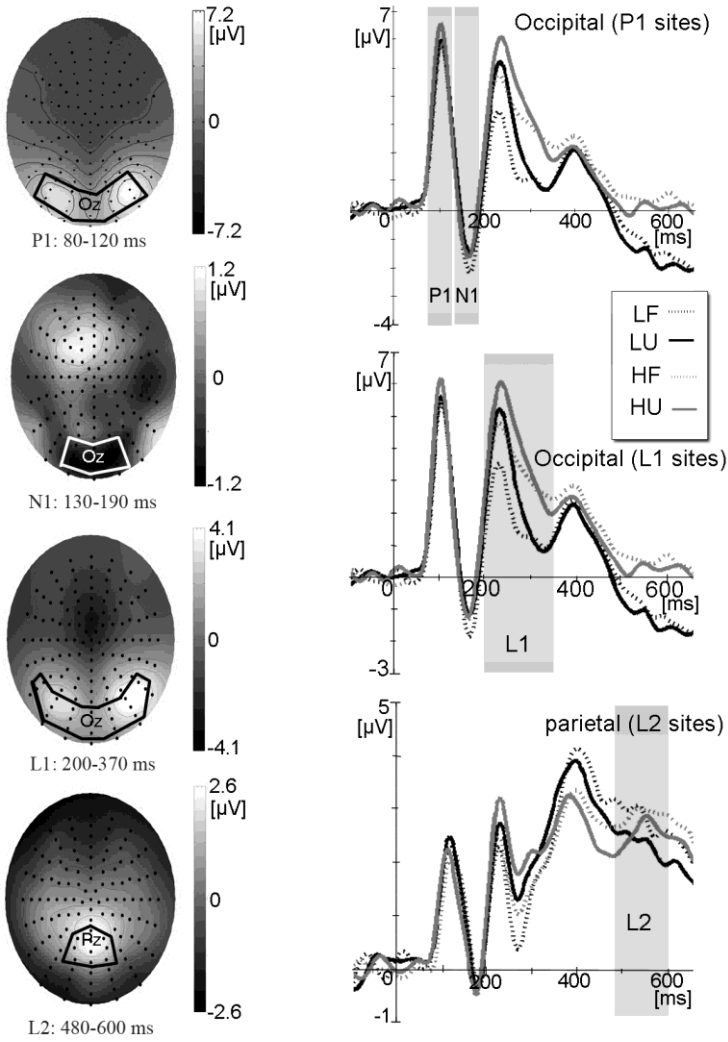 7.2
[µV]
0
-7.2
Oz
P1: 80-120 ms
1.2
[µV]
0
-1.2
Oz
N1: 130-190 ms
4.1
[µV]
0
-4.1
Oz
L1: 200-370 ms
2.6
[µV]
0
-2.6
Pz
L2: 480-600 ms
7
[µV]
Occipital (P1 sites)
0 200 400 600
[ms]
P1 N1
-4
LF
LU
HF
HU
7
[µV]
Occipital (L1 sites)
0 200 400 600
[ms]
L1
-3
5
[µV]
parietal (L2 sites)
L2
0 200 400 600
[ms]
-1